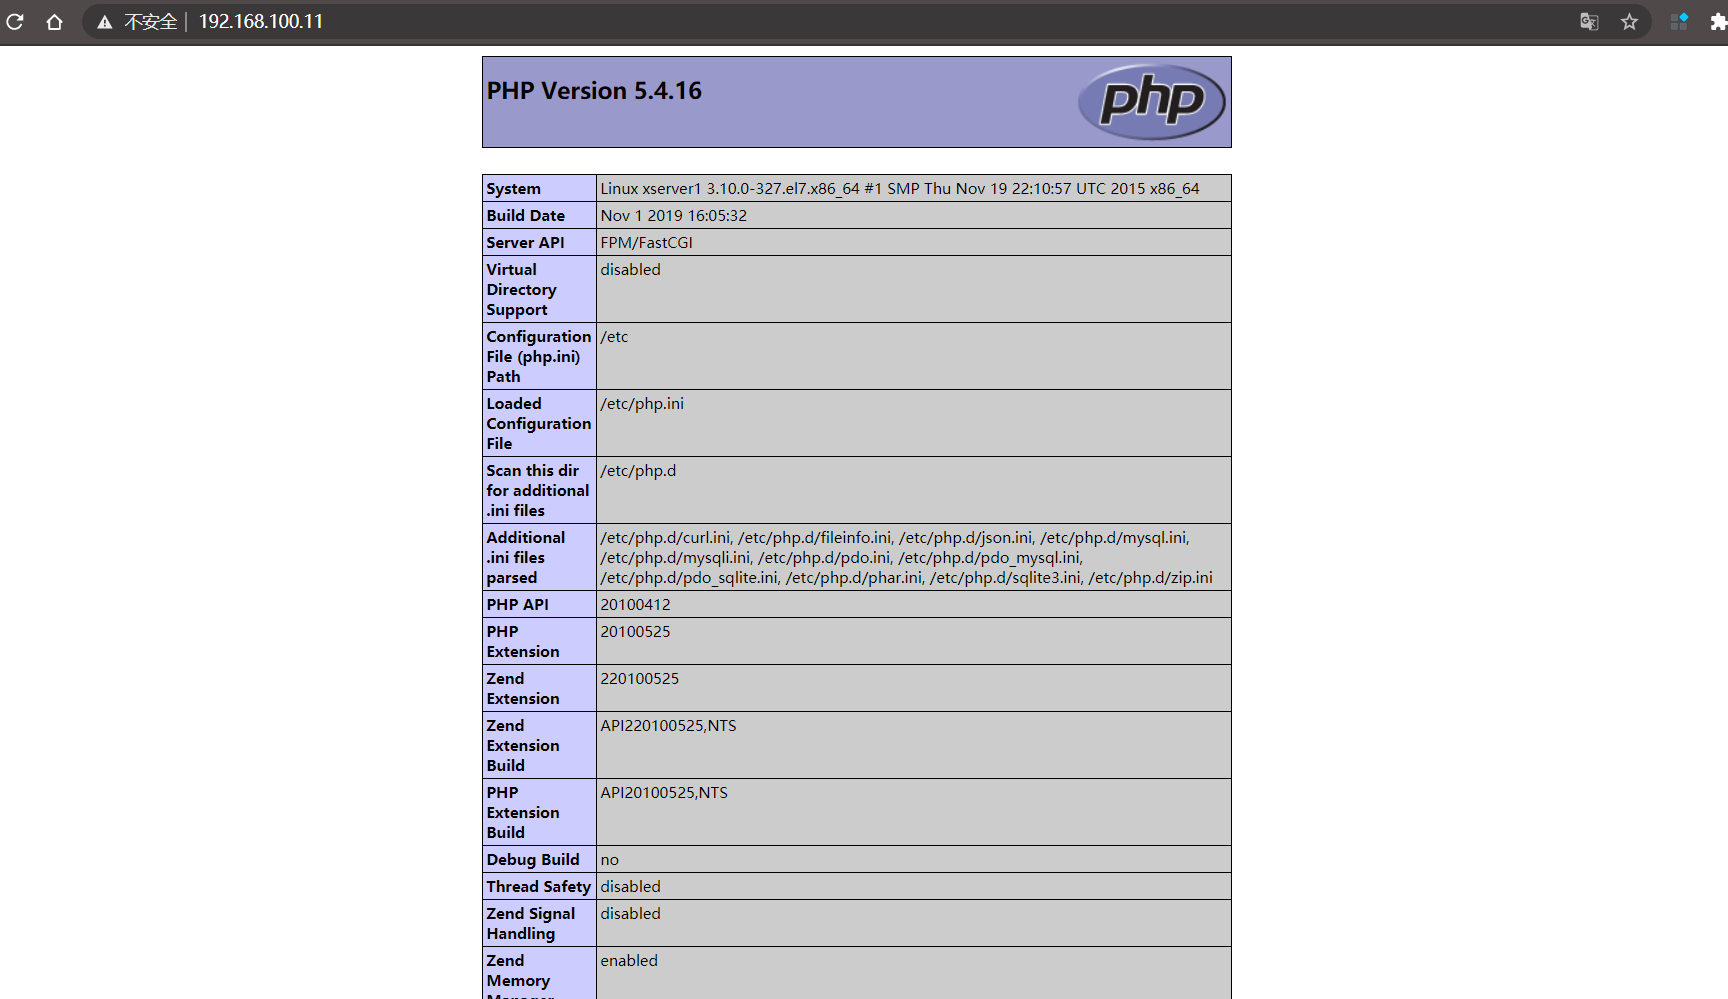 不安全 | 192.168.100.11
PHP Version 5.4.16
php
System
Linux xserver1 3.10.0-327.el7.x86_64 #1 SMP Thu Nov 19 22:10:57 UTC 2015 x86_64
Build Date
Nov 1 2019 16:05:32
Server API
FPM/FastCGI
Virtual
Directory
Support
disabled
Configuration
File (php.ini)
Path
/etc
Loaded
Configuration
File
/etc/php.ini
Scan this dir
for additional
.ini files
/etc/php.d
Additional
.ini files
parsed
/etc/php.d/curl.ini, /etc/php.d/fileinfo.ini, /etc/php.d/json.ini, /etc/php.d/mysql.ini,
/etc/php.d/mysqli.ini, /etc/php.d/pdo.ini, /etc/php.d/pdo_mysql.ini,
/etc/php.d/pdo_sqlite.ini, /etc/php.d/phar.ini, /etc/php.d/sqlite3.ini, /etc/php.d/zip.ini
PHP API
20100412
PHP
Extension
20100525
Zend
Extension
220100525
Zend
Extension
Build
API220100525,NTS
PHP
Extension
Build
API20100525,NTS
Debug Build
no
Thread Safety
disabled
Zend Signal
Handling
disabled
Zend
Memory
Manager
enabled